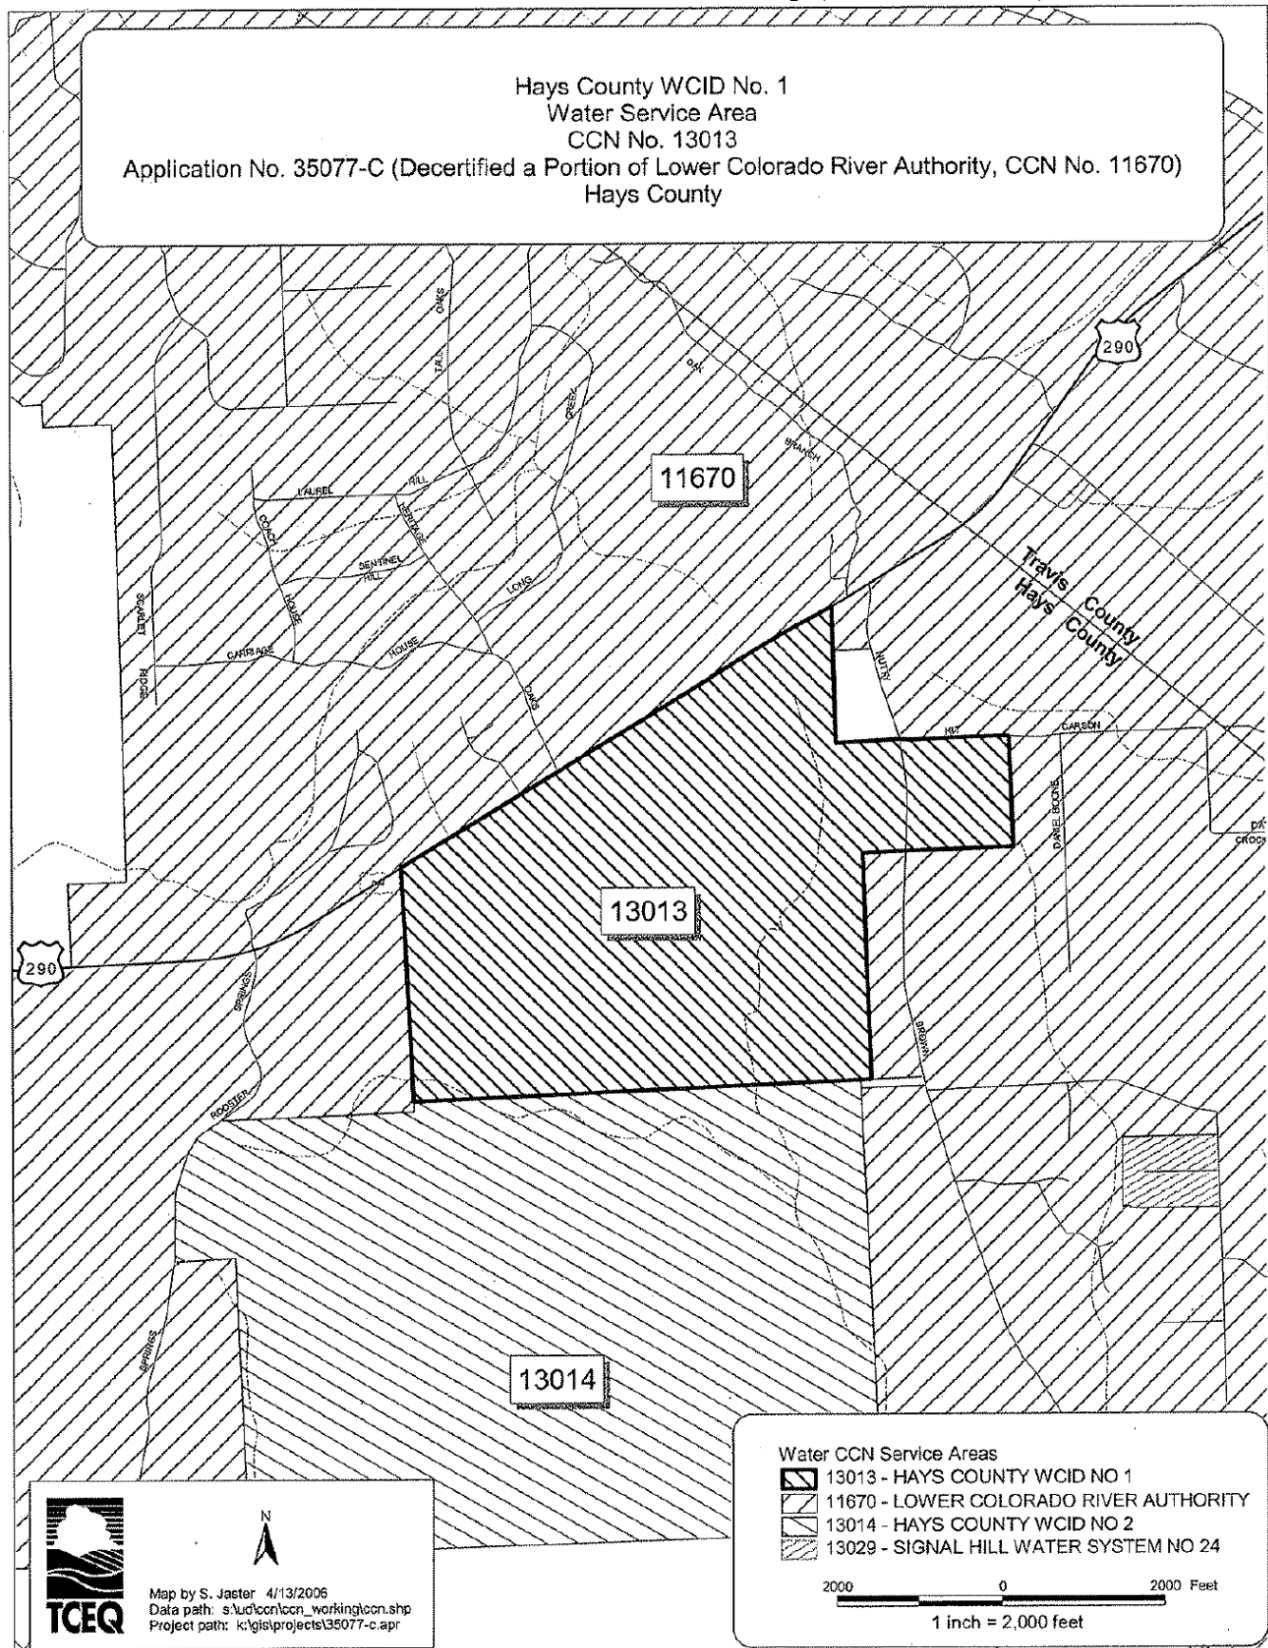 Hays County WCID No. 1
Water Service Area
CCN No. 13013
Application No. 35077-C (Decertified a Portion of Lower Colorado River Authority, CCN No. 11670)
Hays County
290
OAKS
TALL
OAK
CREEK
BRANCH
11670
LAUREL
HILL
COACH
HERITAGE
SENTINEL
HILL
LONG
HOUSE
SCARLET
Travis County
Hays County
CARRIAGE
HOUSE
NUTTY
RIDGE
OAKS
CARSON
DANIEL BOONE
13013
290
SPRINGS
BROWN
ROOSTER
SPRINGS
13014
Water CCN Service Areas
13013 - HAYS COUNTY WCID NO 1
11670 - LOWER COLORADO RIVER AUTHORITY
13014 - HAYS COUNTY WCID NO 2
13029 - SIGNAL HILL WATER SYSTEM NO 24
2000 0 2000 Feet
1 inch = 2,000 feet
N
TCEQ
Map by S. Jaster 4/13/2006
Data path: s:\ud\ccn\ccn_working\ccn.shp
Project path: k:\gis\projects\35077-c.apr